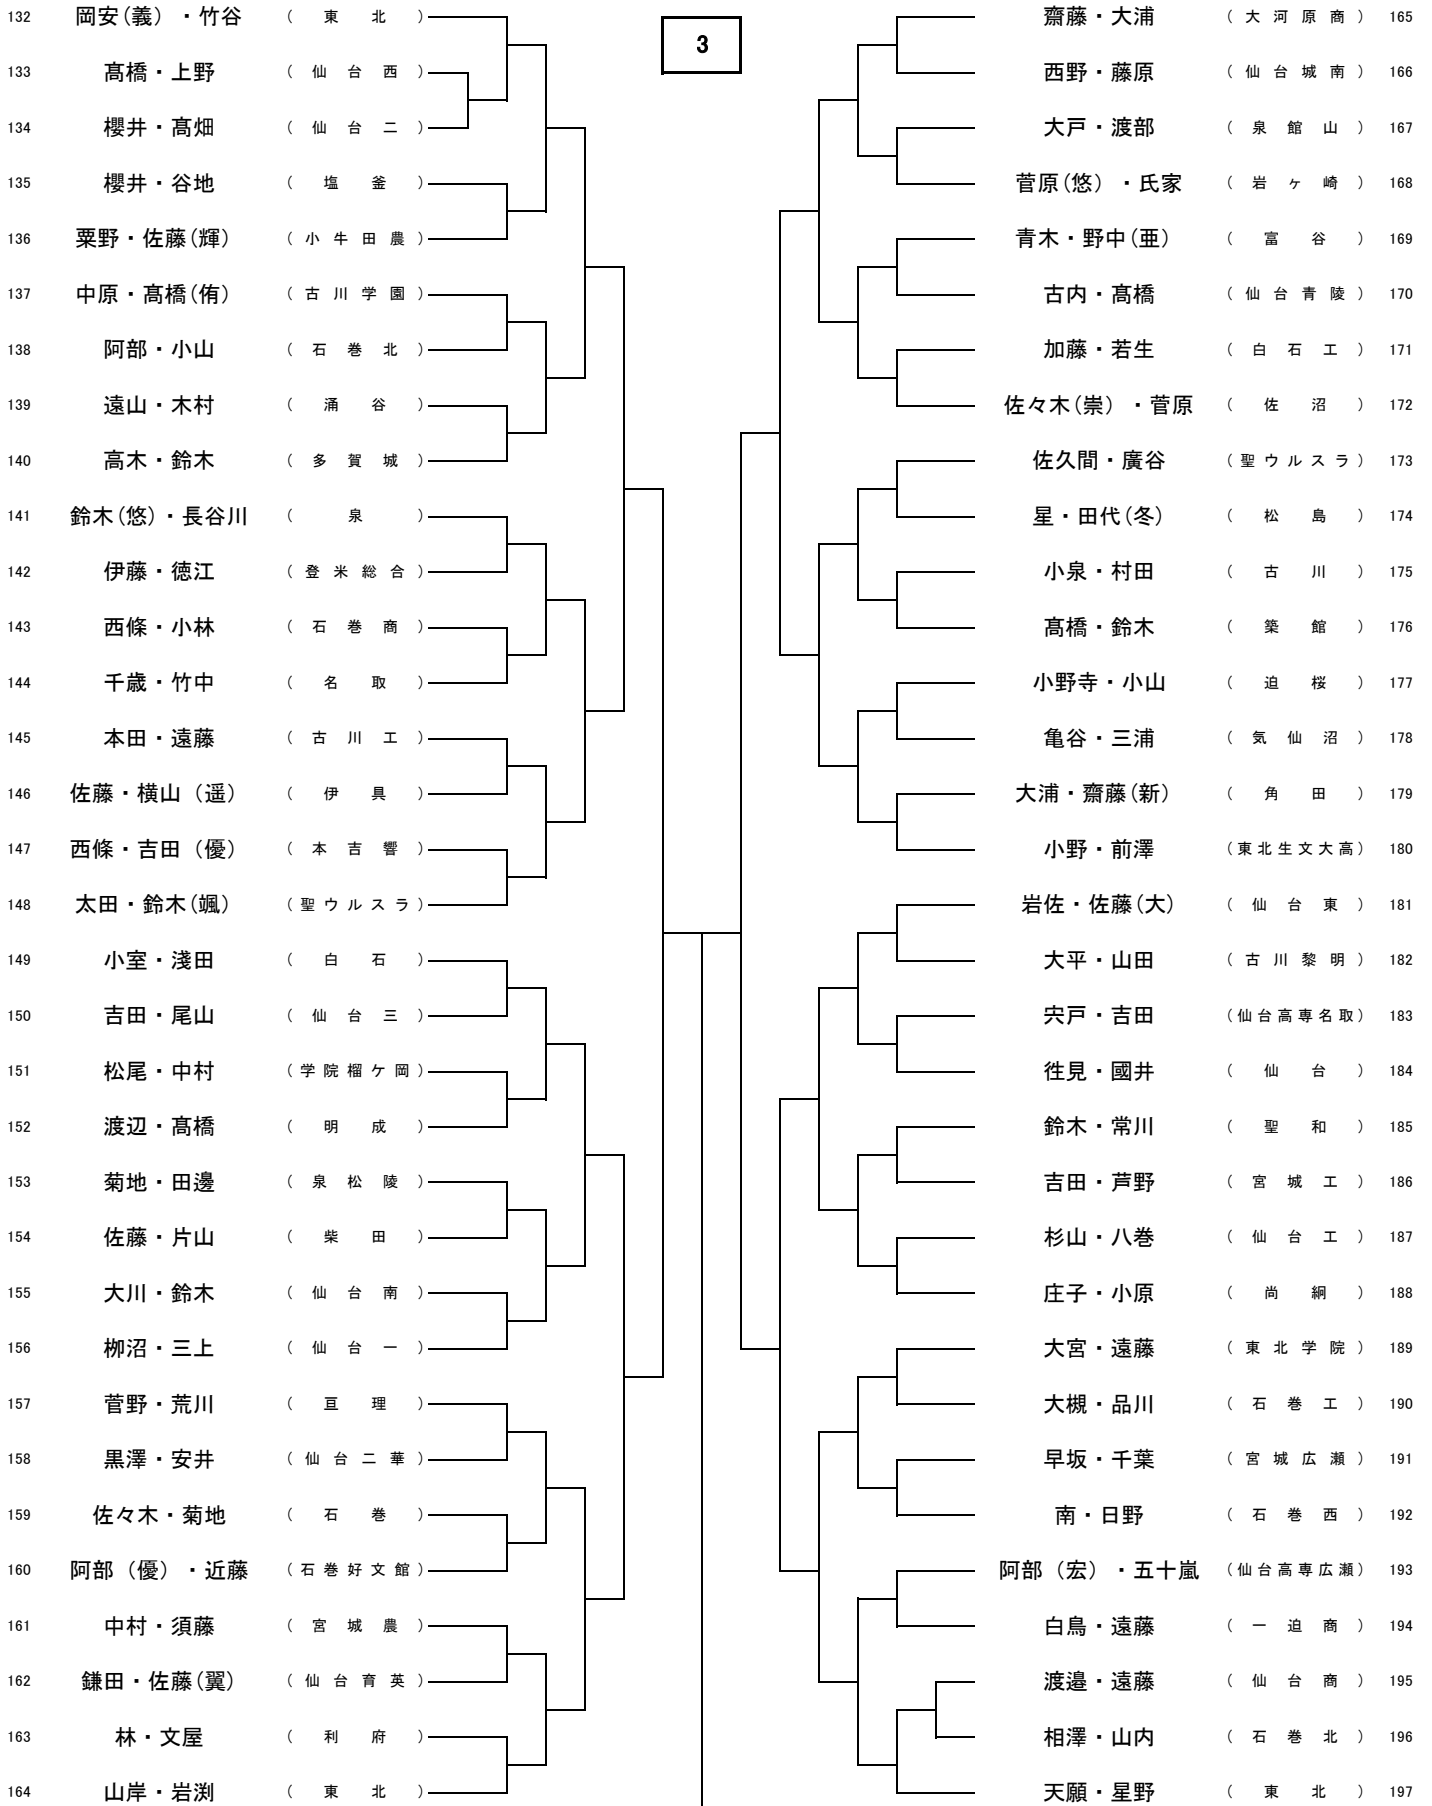 3
132 岡安(義)・竹谷 (東北)
133 髙橋・上野 (仙台西)
134 櫻井・髙畑 (仙台二)
135 櫻井・谷地 (塩釜)
136 粟野・佐藤(輝) (小牛田農)
137 中原・髙橋(侑) (古川学園)
138 阿部・小山 (石巻北)
139 遠山・木村 (涌谷)
140 高木・鈴木 (多賀城)
141 鈴木(悠)・長谷川 (泉)
142 伊藤・徳江 (登米総合)
143 西條・小林 (石巻商)
144 千歳・竹中 (名取)
145 本田・遠藤 (古川工)
146 佐藤・横山（遥） (伊具)
147 西條・吉田（優） (本吉響)
148 太田・鈴木(颯) (聖ウルスラ)
149 小室・淺田 (白石)
150 吉田・尾山 (仙台三)
151 松尾・中村 (学院榴ケ岡)
152 渡辺・髙橋 (明成)
153 菊地・田邊 (泉松陵)
154 佐藤・片山 (柴田)
155 大川・鈴木 (仙台南)
156 栁沼・三上 (仙台一)
157 菅野・荒川 (亘理)
158 黒澤・安井 (仙台二華)
159 佐々木・菊地 (石巻)
160 阿部（優）・近藤 (石巻好文館)
161 中村・須藤 (宮城農)
162 鎌田・佐藤(翼) (仙台育英)
163 林・文屋 (利府)
164 山岸・岩渕 (東北)
齋藤・大浦 (大河原商) 165
西野・藤原 (仙台城南) 166
大戸・渡部 (泉館山) 167
菅原(悠)・氏家 (岩ヶ崎) 168
青木・野中(亜) (富谷) 169
古内・髙橋 (仙台青陵) 170
加藤・若生 (白石工) 171
佐々木(崇)・菅原 (佐沼) 172
佐久間・廣谷 (聖ウルスラ) 173
星・田代(冬) (松島) 174
小泉・村田 (古川) 175
髙橋・鈴木 (築館) 176
小野寺・小山 (迫桜) 177
亀谷・三浦 (気仙沼) 178
大浦・齋藤(新) (角田) 179
小野・前澤 (東北生文大高) 180
岩佐・佐藤(大) (仙台東) 181
大平・山田 (古川黎明) 182
宍戸・吉田 (仙台高専名取) 183
徃見・國井 (仙台) 184
鈴木・常川 (聖和) 185
吉田・芦野 (宮城工) 186
杉山・八巻 (仙台工) 187
庄子・小原 (尚絅) 188
大宮・遠藤 (東北学院) 189
大槻・品川 (石巻工) 190
早坂・千葉 (宮城広瀬) 191
南・日野 (石巻西) 192
阿部（宏）・五十嵐 (仙台高専広瀬) 193
白鳥・遠藤 (一迫商) 194
渡邉・遠藤 (仙台商) 195
相澤・山内 (石巻北) 196
天願・星野 (東北) 197